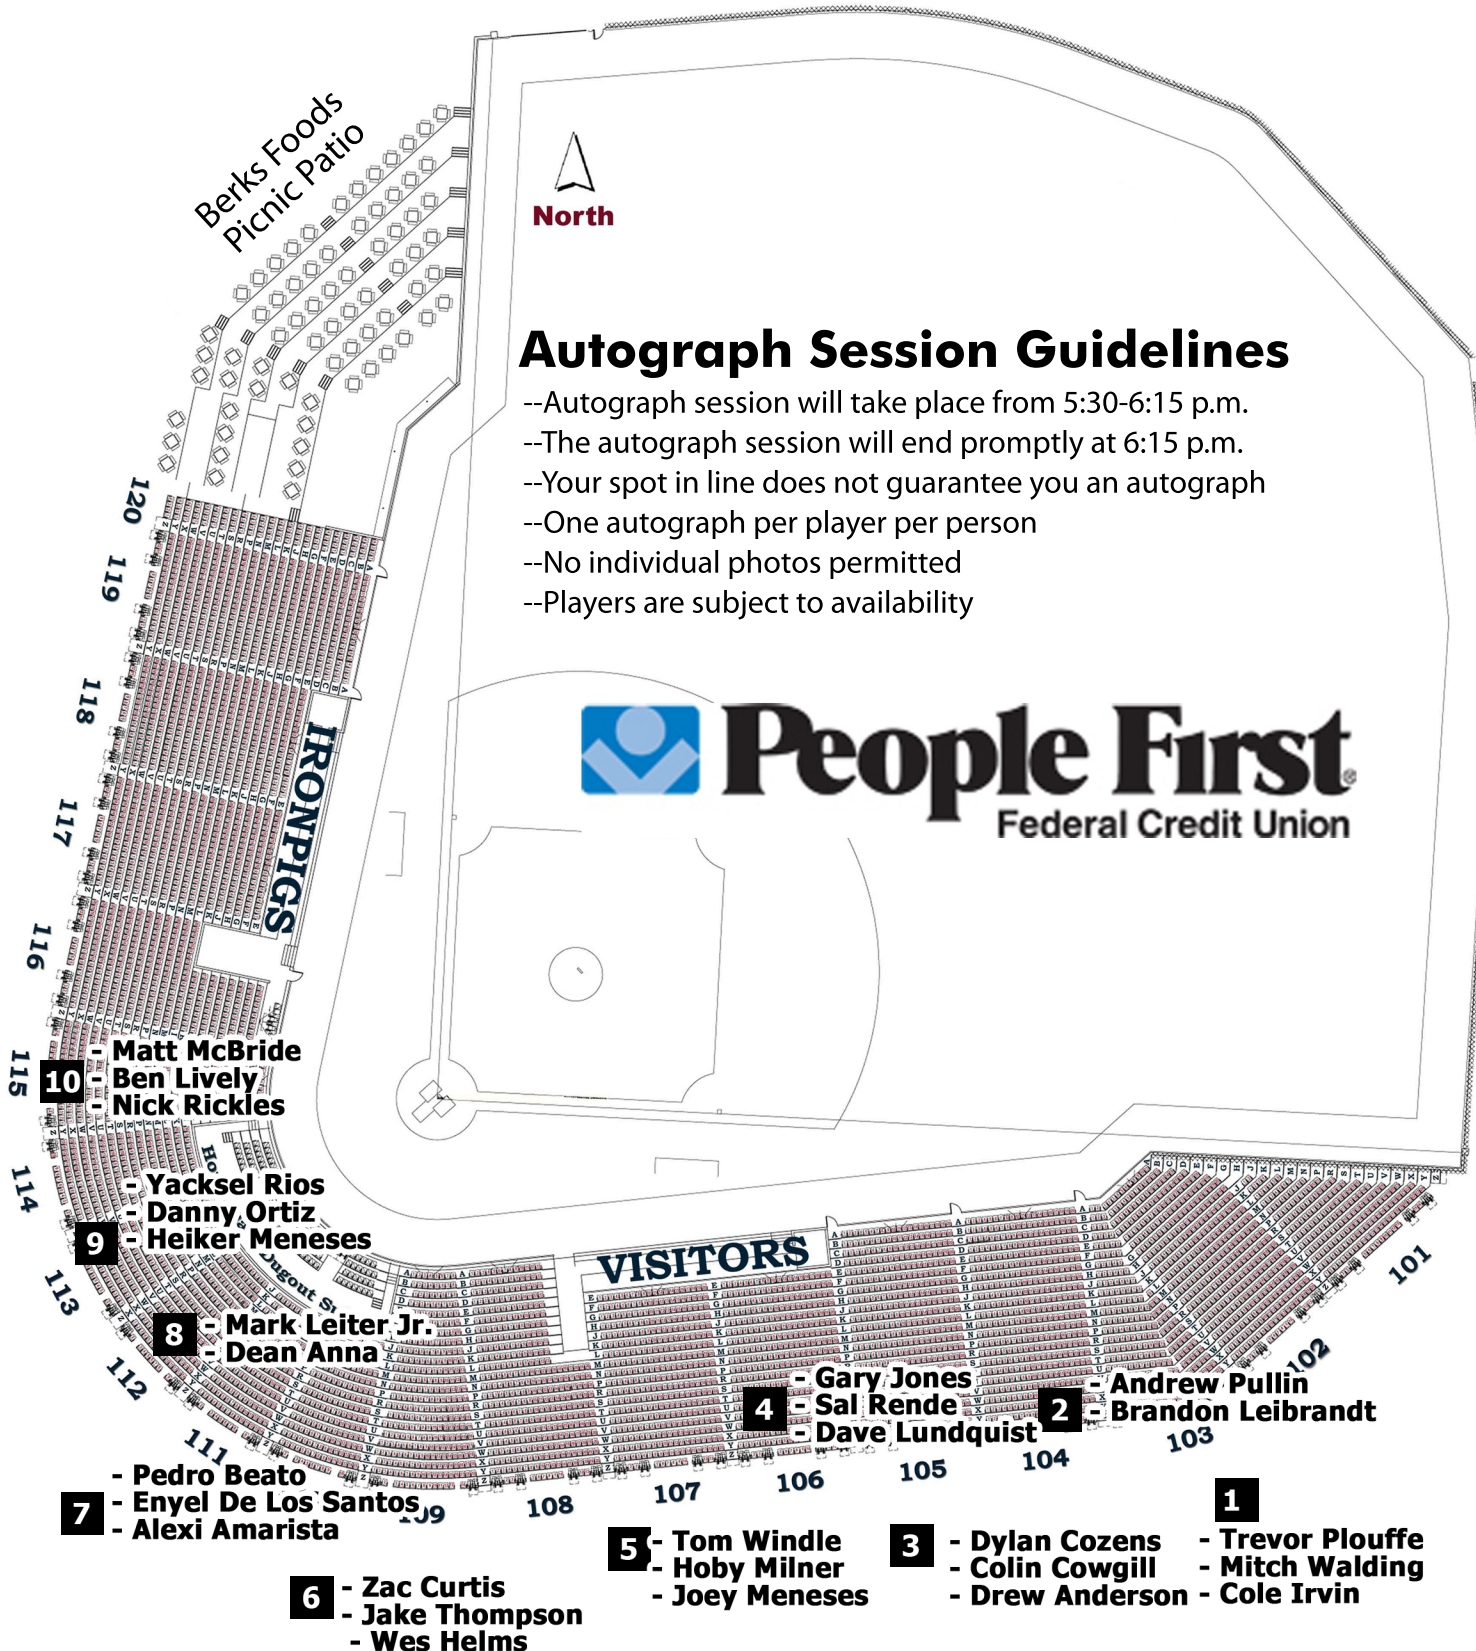 Berks Foods
Picnic Patio
North
Autograph Session Guidelines
--Autograph session will take place from 5:30-6:15 p.m.
--The autograph session will end promptly at 6:15 p.m.
--Your spot in line does not guarantee you an autograph
--One autograph per player per person
--No individual photos permitted
--Players are subject to availability
People First®
Federal Credit Union
120
119
118
117
116
115
114
113
112
111
109
108
107
106
105
104
103
102
101
IRONPIGS
VISITORS
Dugout
10
- Matt McBride
- Ben Lively
- Nick Rickles
9
- Yacksel Rios
- Danny Ortiz
- Heiker Meneses
8
- Mark Leiter Jr.
- Dean Anna
7
- Pedro Beato
- Enyel De Los Santos
- Alexi Amarista
6
- Zac Curtis
- Jake Thompson
- Wes Helms
5
- Tom Windle
- Hoby Milner
- Joey Meneses
4
- Gary Jones
- Sal Rende
- Dave Lundquist
3
- Dylan Cozens
- Colin Cowgill
- Drew Anderson
2
- Andrew Pullin
- Brandon Leibrandt
1
- Trevor Plouffe
- Mitch Walding
- Cole Irvin